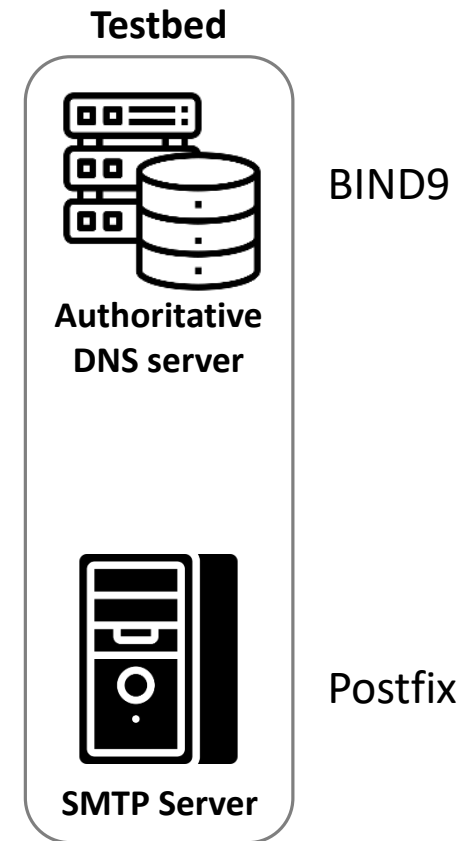 Testbed
BIND9
Authoritative
DNS server
Postfix
SMTP Server